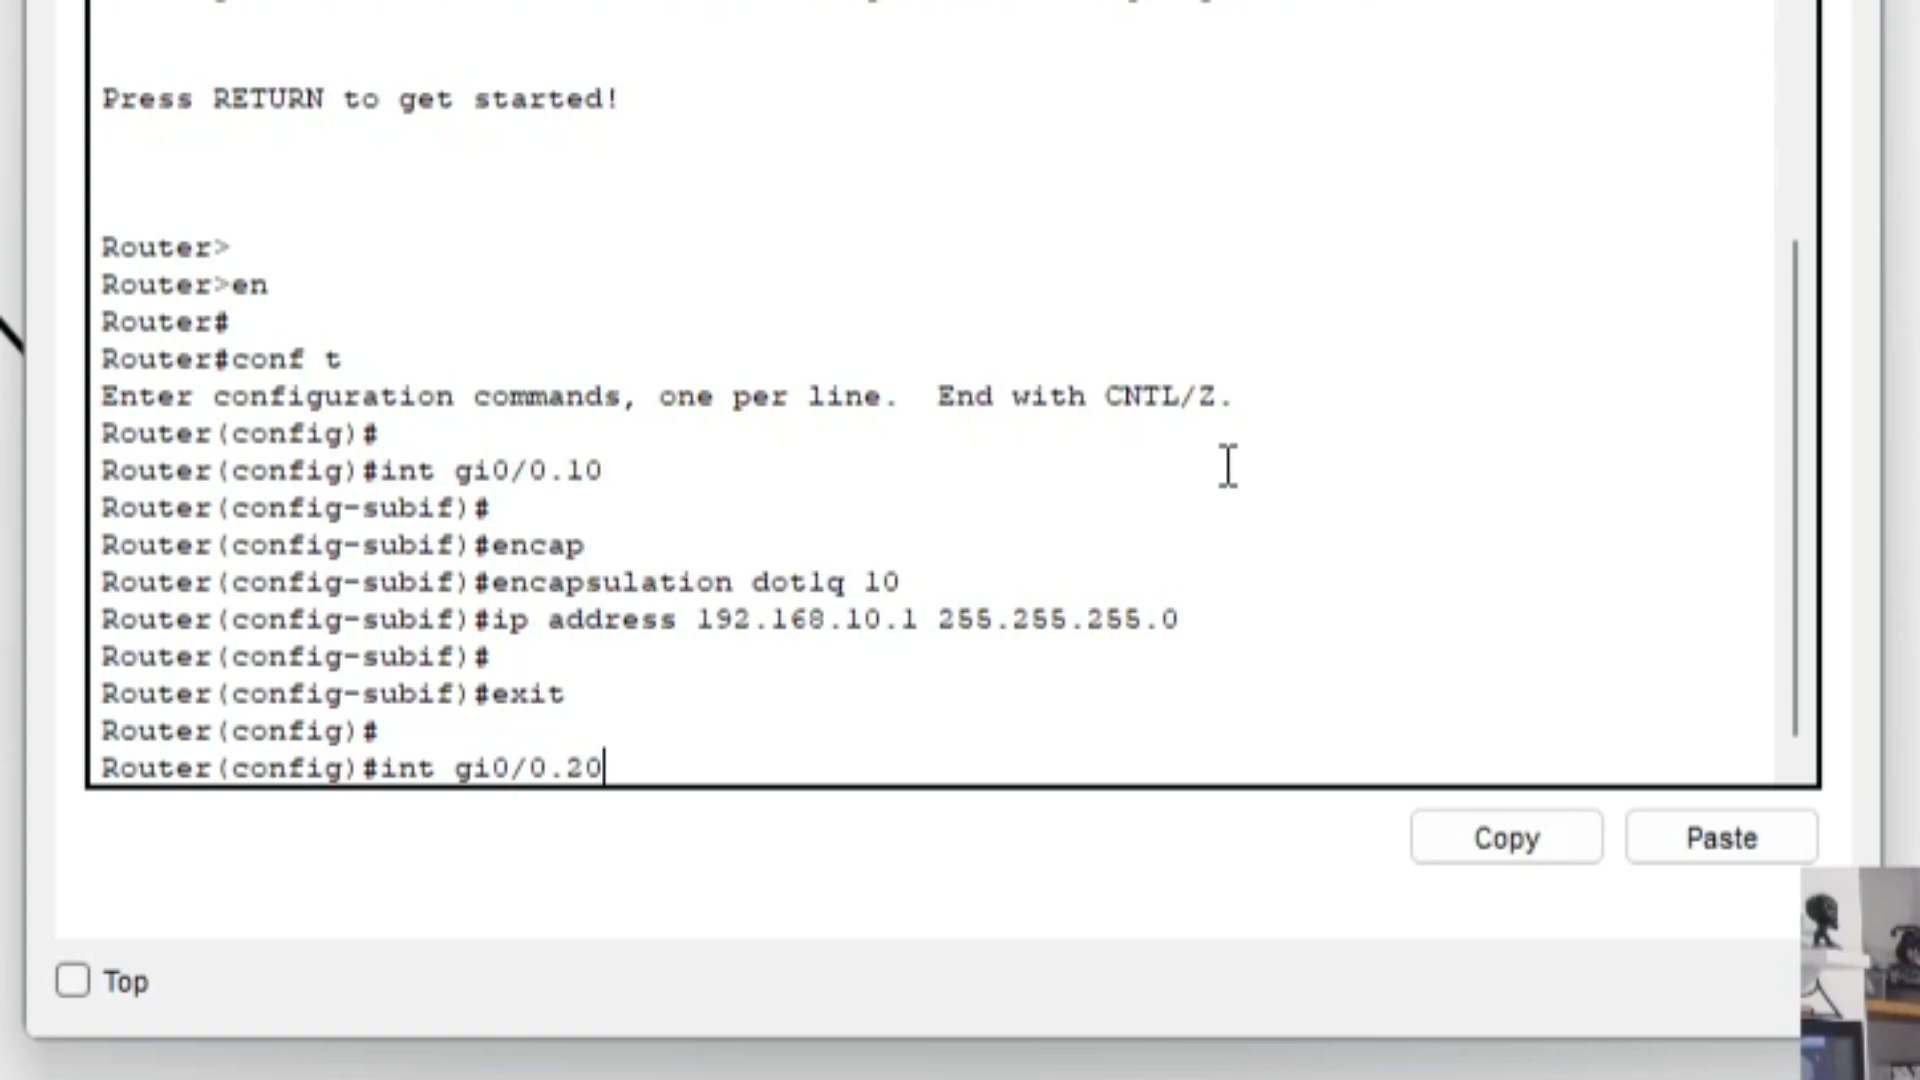 Press RETURN to get started!
Router>
Router>en
Router#
Router#conf t
Enter configuration commands, one per line.  End with CNTL/Z.
Router(config)#
Router(config)#int gi0/0.10
Router(config-subif)#
Router(config-subif)#encap
Router(config-subif)#encapsulation dot1q 10
Router(config-subif)#ip address 192.168.10.1 255.255.255.0
Router(config-subif)#
Router(config-subif)#exit
Router(config)#
Router(config)#int gi0/0.20
Copy
Paste
Top